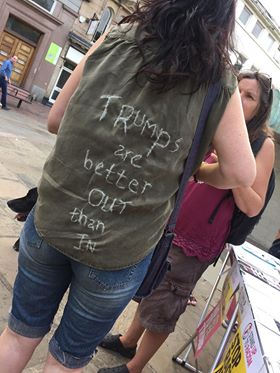 TRUMPs
are
better
OUT
than
IN